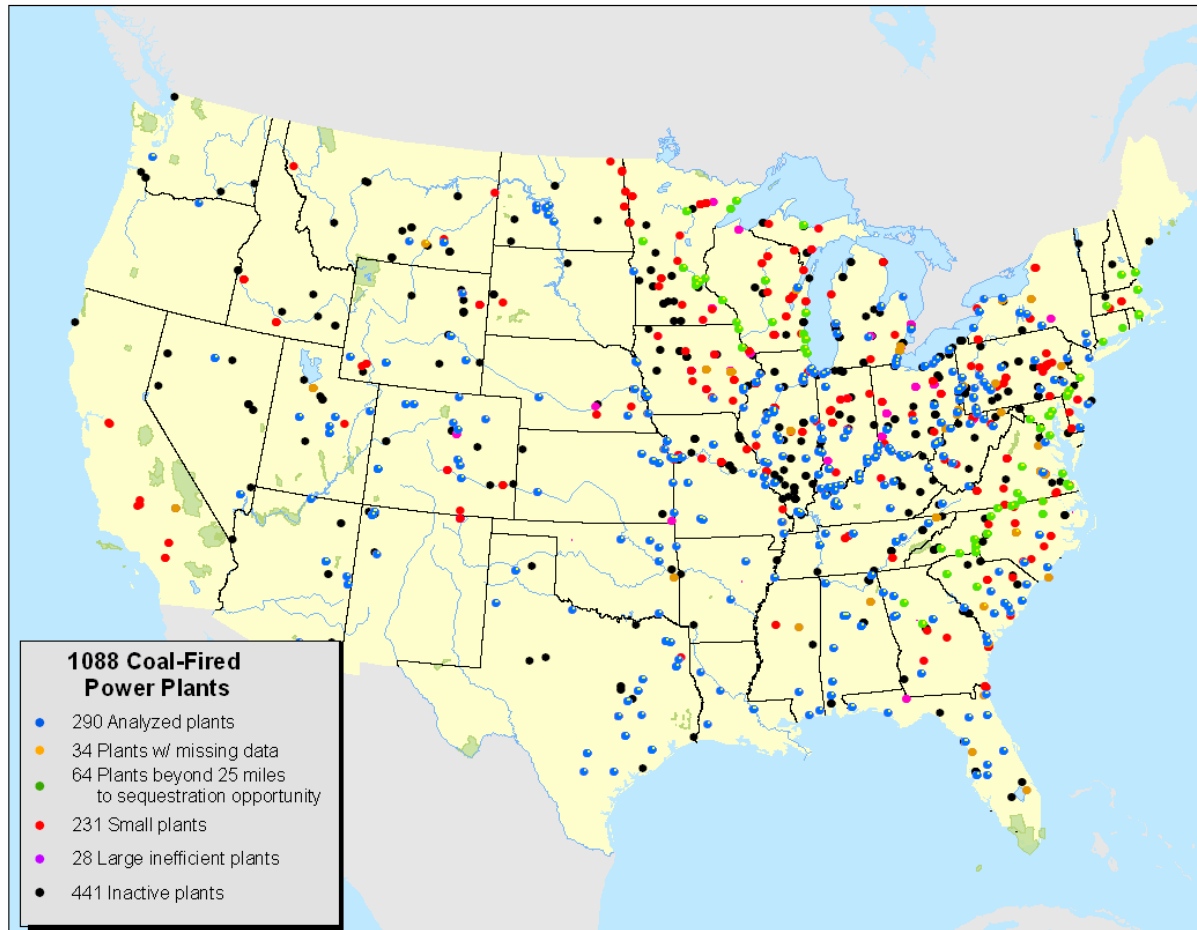 1088 Coal-Fired
Power Plants
290 Analyzed plants
34 Plants w/ missing data
64 Plants beyond 25 miles
to sequestration opportunity
231 Small plants
28 Large inefficient plants
441 Inactive plants